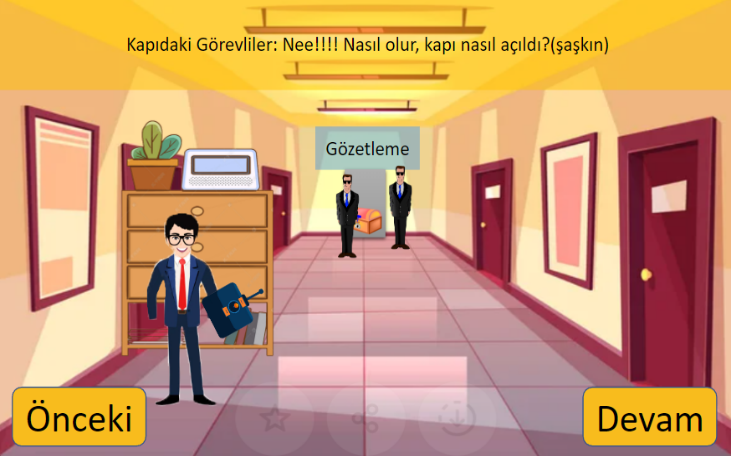 Kapıdaki Görevliler: Nee!!!! Nasıl olur, kapı nasıl açıldı?(şaşkın)
Gözetleme
Önceki
Devam